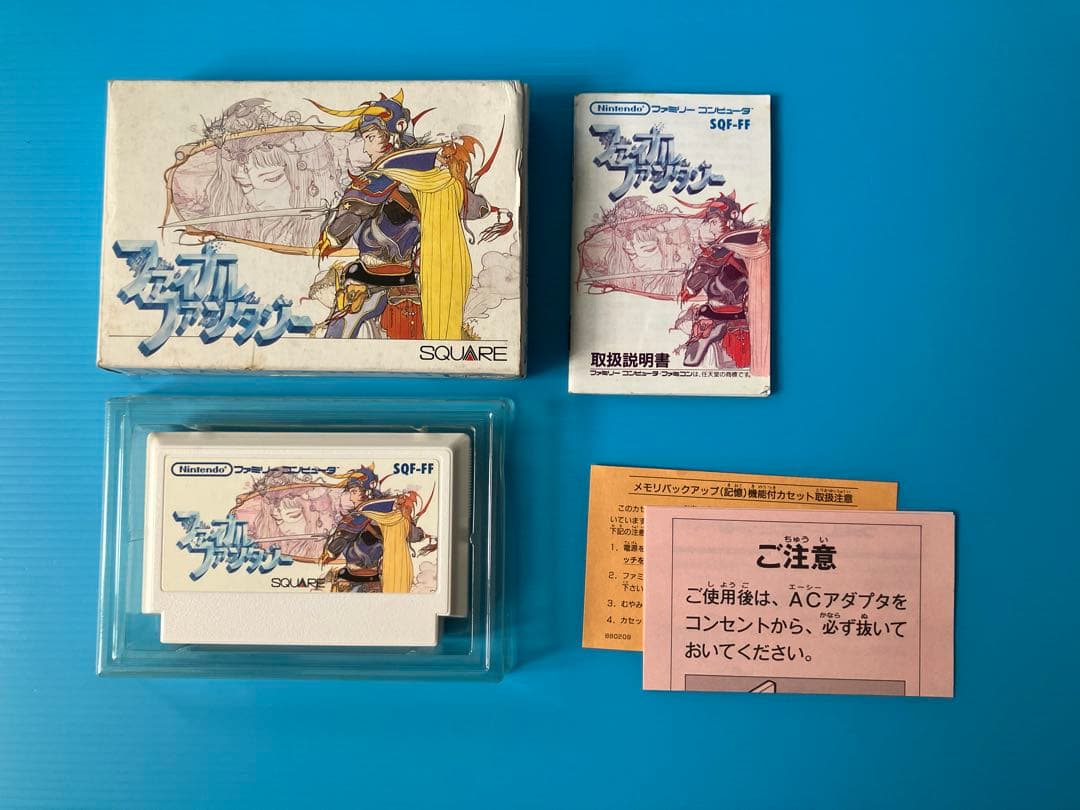 ファイナル
ファンタジー
SQUARE
Nintendo ファミリー コンピュータ
SQF-FF
ファイナル
ファンタジー
取扱説明書
ファミリー コンピュータ・ファミコンは、任天堂の商標です。
Nintendo ファミリー コンピュータ
SQF-FF
ファイナル
ファンタジー
SQUARE
メモリバックアップ(記憶)機能付カセット取扱注意
このカセ
いています
下記の注意
1. 電源を
ッチを
2. ファミ
下さい
3. むやみ
4. カセッ
880209
ご注意
ご使用後は、ACアダプタを
コンセントから、必ず抜いて
おいてください。